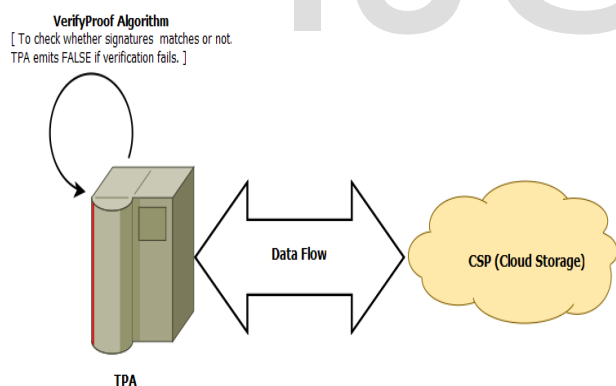 VerifyProof Algorithm
[ To check whether signatures matches or not.
TPA emits FALSE if verification fails. ]
Data Flow
CSP (Cloud Storage)
TPA